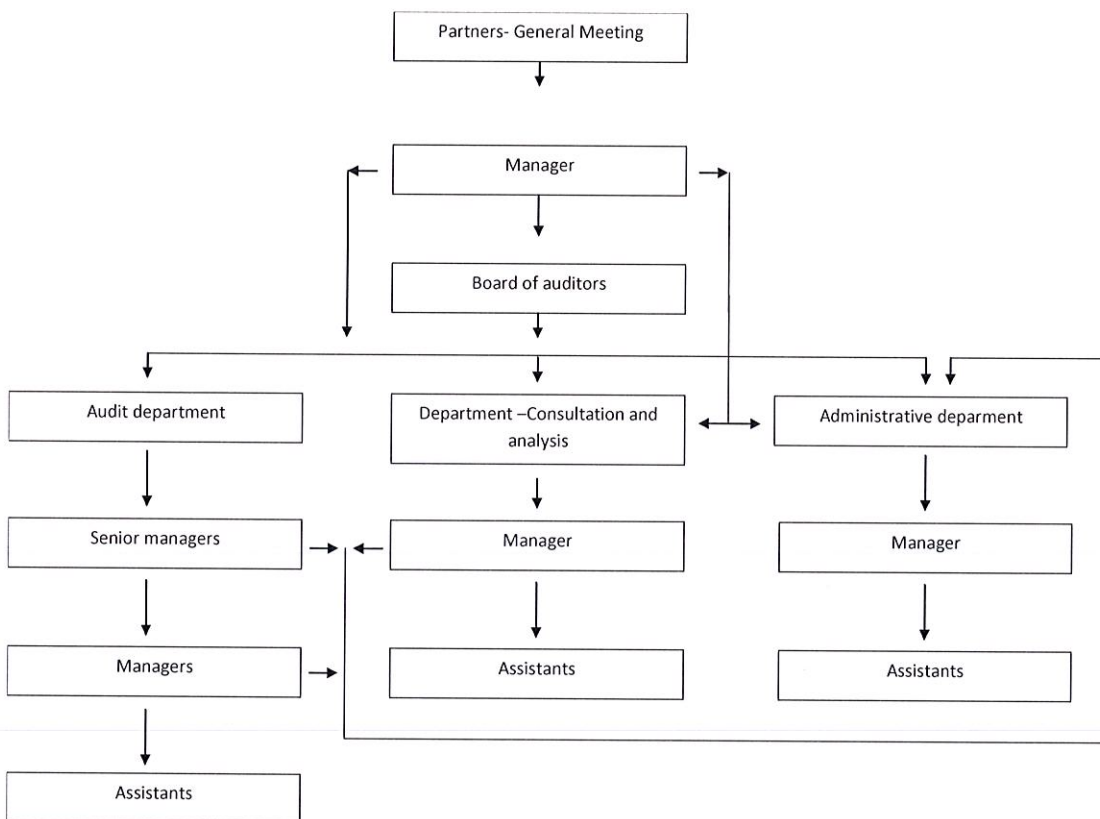 Partners- General Meeting
Manager
Board of auditors
Audit department
Department –Consultation and
analysis
Administrative deparment
Senior managers
Manager
Manager
Managers
Assistants
Assistants
Assistants